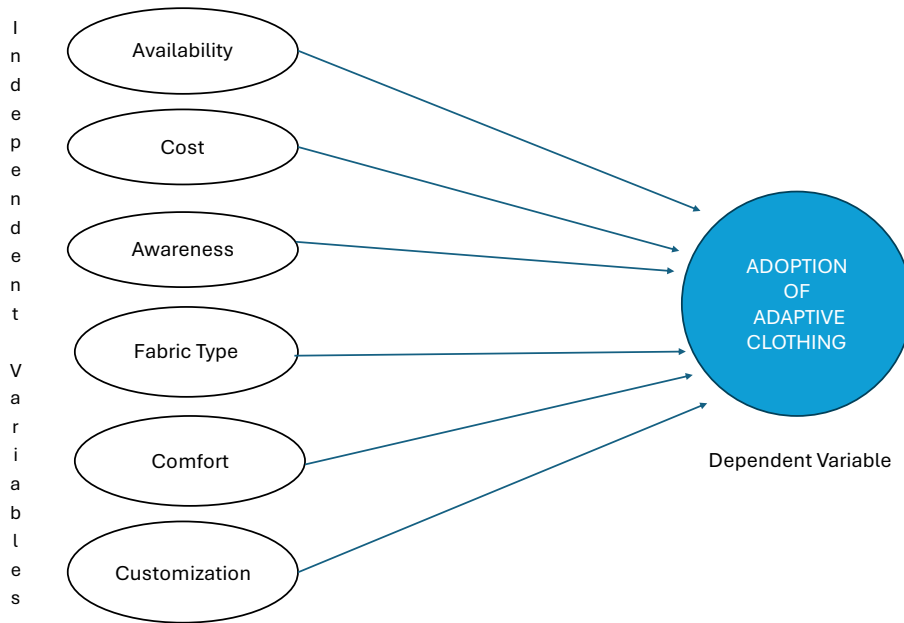 Independent Variables
Availability
Cost
Awareness
Fabric Type
Comfort
Customization
ADOPTION
OF
ADAPTIVE
CLOTHING
Dependent Variable